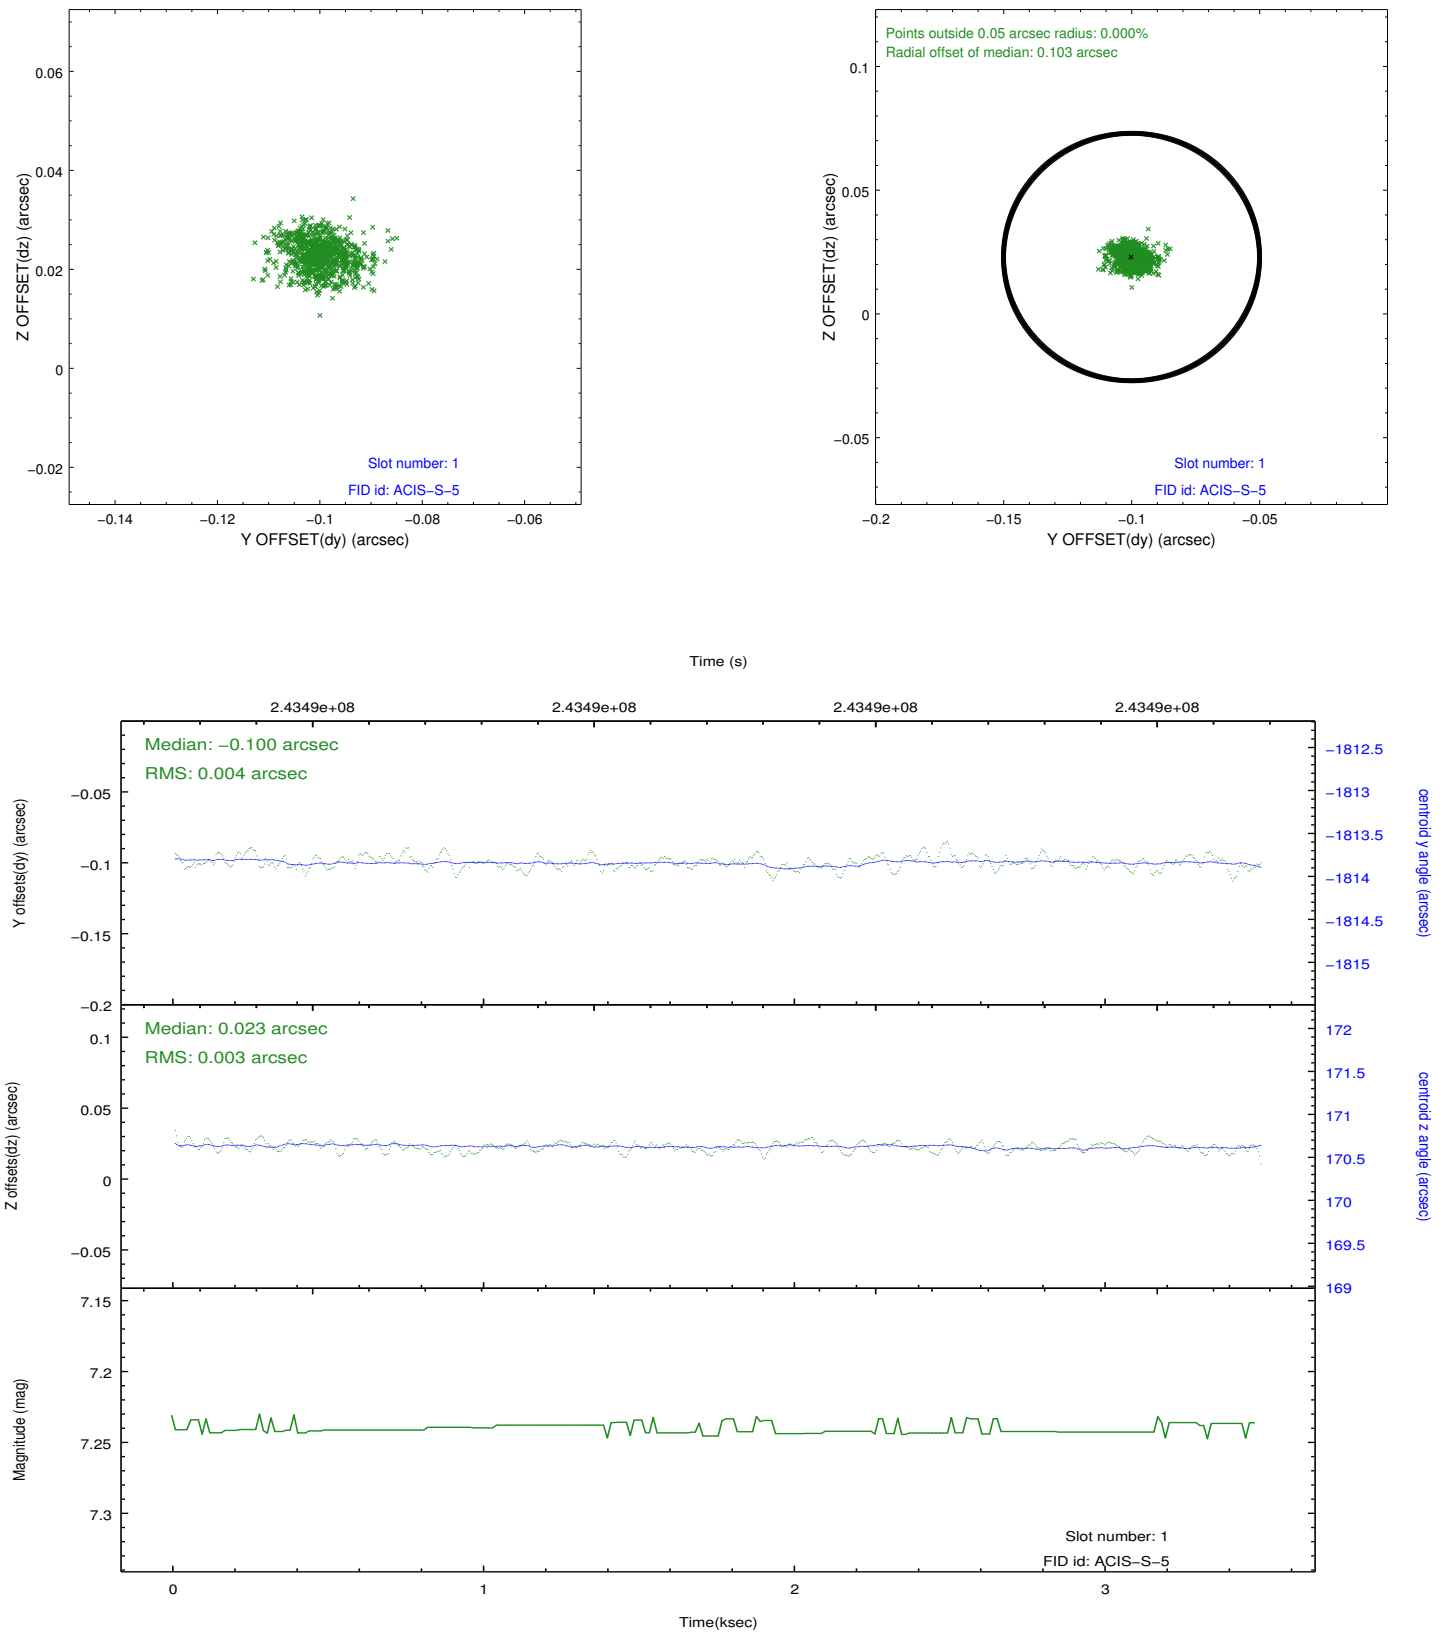 0.06
0.04
0.02
0
−0.02
Z OFFSET(dz) (arcsec)
Slot number: 1
FID id: ACIS−S−5
−0.14
−0.12
−0.1
−0.08
−0.06
Y OFFSET(dy) (arcsec)
Points outside 0.05 arcsec radius: 0.000%
Radial offset of median: 0.103 arcsec
0.1
0.05
0
−0.05
Z OFFSET(dz) (arcsec)
Slot number: 1
FID id: ACIS−S−5
−0.2
−0.15
−0.1
−0.05
Y OFFSET(dy) (arcsec)
Time (s)
2.4349e+08
2.4349e+08
2.4349e+08
2.4349e+08
Median: −0.100 arcsec
RMS: 0.004 arcsec
−0.05
−0.1
−0.15
−0.2
Y offsets(dy) (arcsec)
−1812.5
−1813
−1813.5
−1814
−1814.5
−1815
centroid y angle (arcsec)
Median: 0.023 arcsec
RMS: 0.003 arcsec
0.1
0.05
0
−0.05
Z offsets(dz) (arcsec)
172
171.5
171
170.5
170
169.5
169
centroid z angle (arcsec)
7.15
7.2
7.25
7.3
Magnitude (mag)
Slot number: 1
FID id: ACIS−S−5
0
1
2
3
Time(ksec)